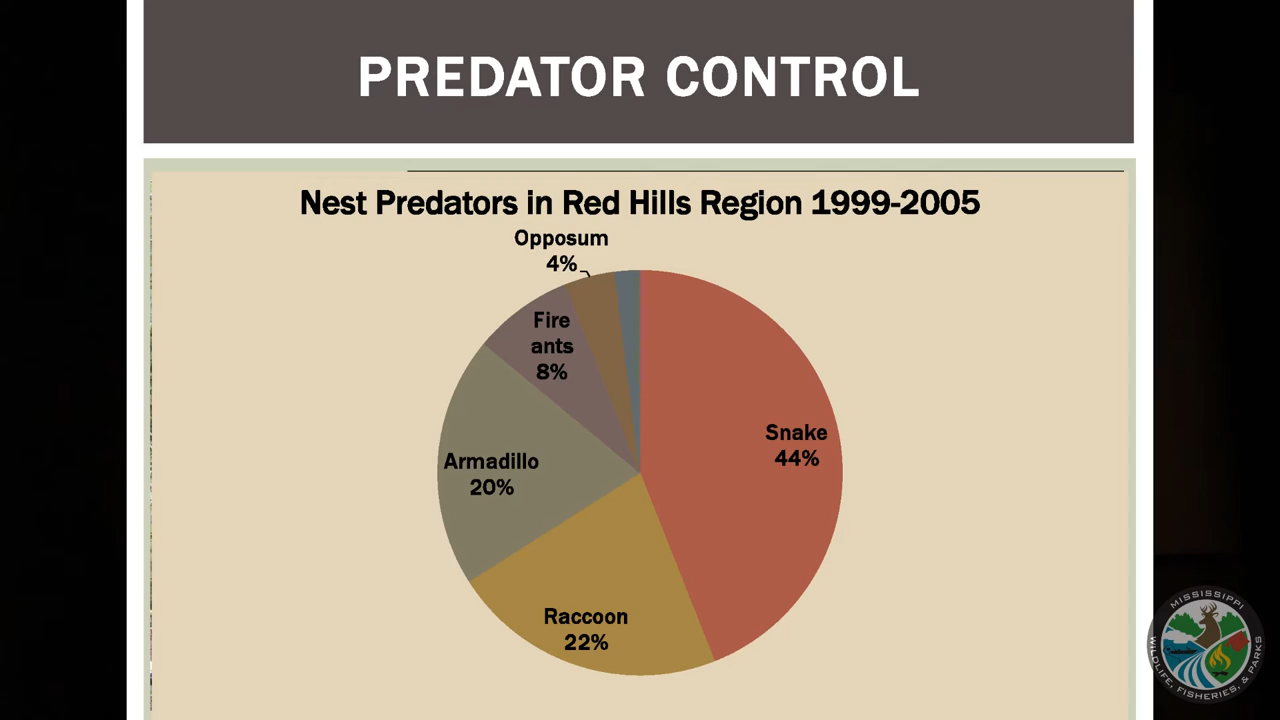 PREDATOR CONTROL
Nest Predators in Red Hills Region 1999-2005
Opposum
4%
Fire
ants
8%
Snake
44%
Armadillo
20%
Raccoon
22%
MISSISSIPPI
WILDLIFE, FISHERIES, & PARKS